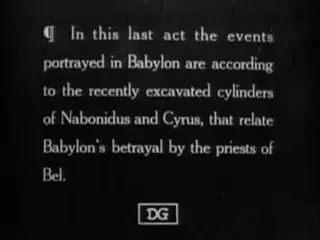 ¶ In this last act the events
portrayed in Babylon are according
to the recently excavated cylinders
of Nabonidus and Cyrus, that relate
Babylon's betrayal by the priests of
Bel.
DG